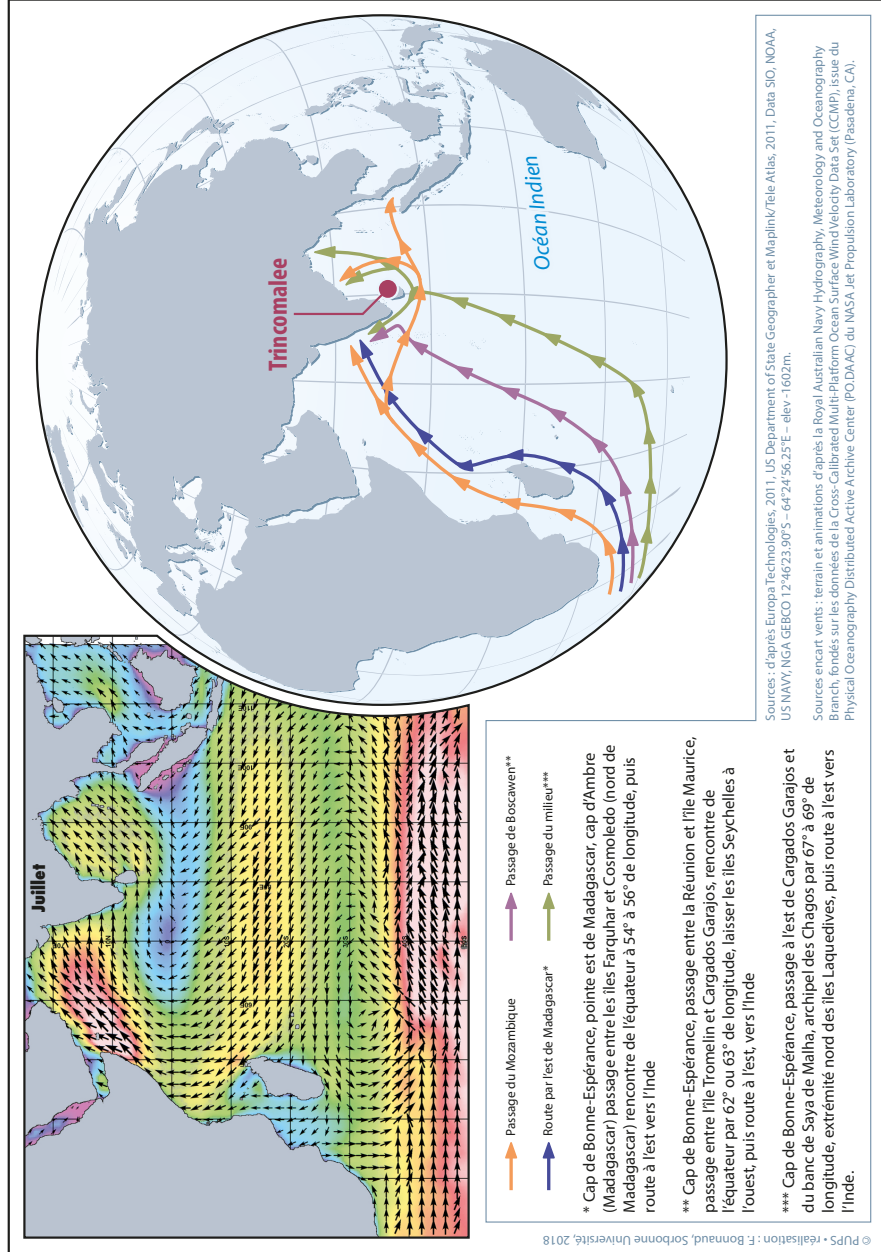 Juillet
Trincomalee
Océan Indien
Passage du Mozambique
Route par l'est de Madagascar*
Passage de Boscawen**
Passage du milieu***
* Cap de Bonne-Espérance, pointe est de Madagascar, cap d'Ambre
(Madagascar) passage entre les îles Farquhar et Cosmoledo (nord de
Madagascar) rencontre de l'équateur à 54° à 56° de longitude, puis
route à l'est vers l'Inde
** Cap de Bonne-Espérance, passage entre la Réunion et l'île Maurice,
passage entre l'île Tromelin et Cargados Garajos, rencontre de
l'équateur par 62° ou 63° de longitude, laisser les îles Seychelles à
l'ouest, puis route à l'est, vers l'Inde
*** Cap de Bonne-Espérance, passage à l'est de Cargados Garajos et
du banc de Saya de Malha, archipel des Chagos par 67° à 69° de
longitude, extrémité nord des îles Laquedives, puis route à l'est vers
l'Inde.
Sources : d'après Europa Technologies, 2011, US Department of State Geographer et Maplink/Tele Atlas, 2011, Data SIO, NOAA,
US NAVY, NGA GEBCO 12°46'23.90"S – 64°24'56.25"E – elev -1602m.
Sources encart vents : terrain et animations d'après la Royal Australian Navy Hydrography, Meteorology and Oceanography
Branch, fondés sur les données de la Cross-Calibrated Multi-Platform Ocean Surface Wind Velocity Data Set (CCMP), issue du
Physical Oceanography Distributed Active Archive Center (PO.DAAC) du NASA Jet Propulsion Laboratory (Pasadena, CA).
© PUPS • réalisation : F. Bonnaud, Sorbonne Université, 2018